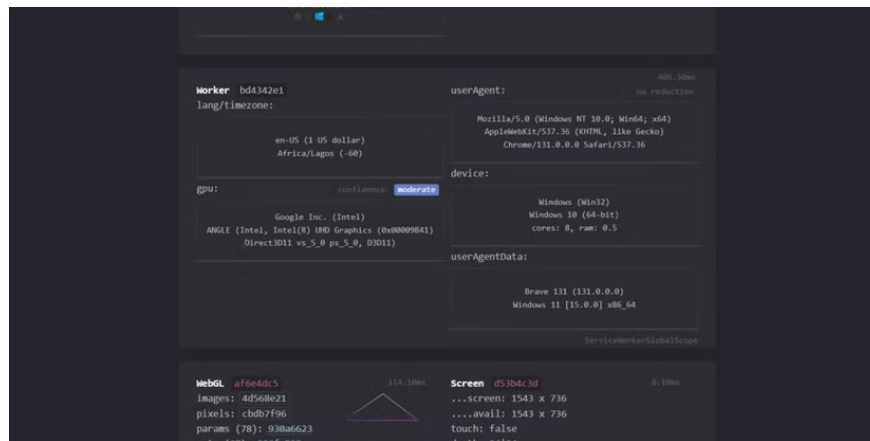 406.50ms
Worker bd4342e1
lang/timezone:
en-US (1 US dollar)
Africa/Lagos (-60)
gpu:
confidence: moderate
Google Inc. (Intel)
ANGLE (Intel, Intel(R) UHD Graphics (0x00009B41)
Direct3D11 vs_5_0 ps_5_0, D3D11)
userAgent:
ua reduction
Mozilla/5.0 (Windows NT 10.0; Win64; x64)
AppleWebKit/537.36 (KHTML, like Gecko)
Chrome/131.0.0.0 Safari/537.36
device:
Windows (Win32)
Windows 10 (64-bit)
cores: 8, ram: 0.5
userAgentData:
Brave 131 (131.0.0.0)
Windows 11 [15.0.0] x86_64
ServiceWorkerGlobalScope
WebGL af6e4dc5
114.10ms
images: 4d568e21
pixels: cbdb7f96
params (78): 930a6623
Screen d53b4c3d
0.10ms
...screen: 1543 x 736
....avail: 1543 x 736
touch: false